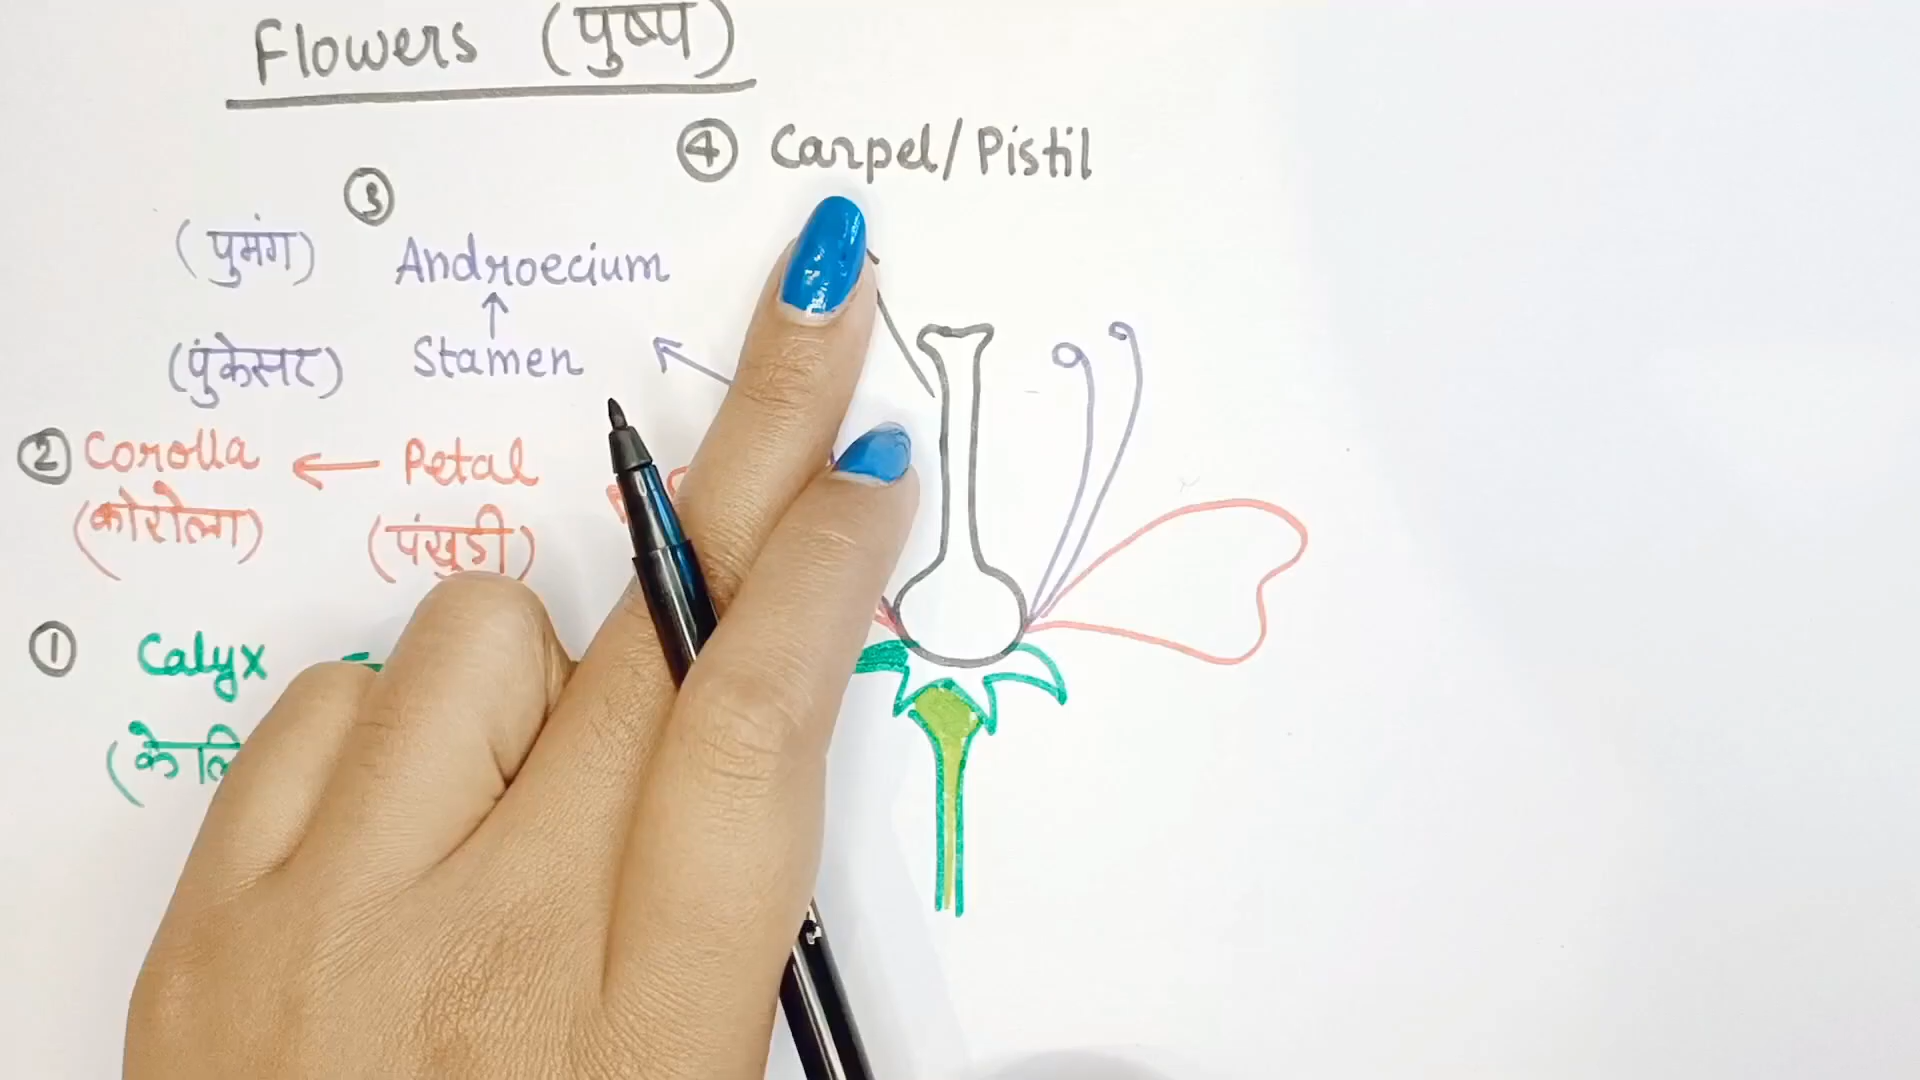 Flowers (पुष्प)
④ Carpel/Pistil
③
(पुमंग) Androecium
(पुंकेसर) Stamen
② Corolla ← Petal
(कोरोला) (पंखुडी)
① Calyx